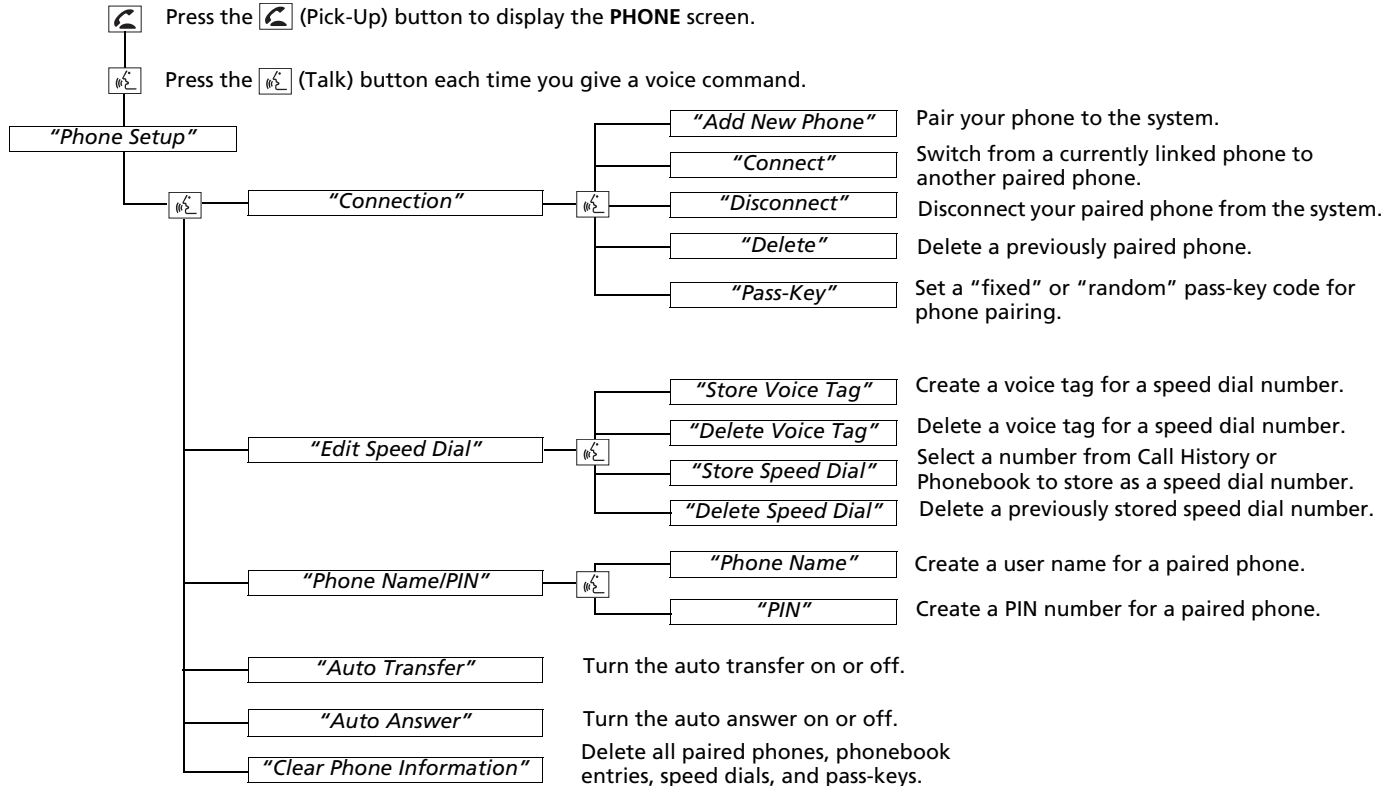 Press the (Pick-Up) button to display the PHONE screen.
Press the (Talk) button each time you give a voice command.
"Phone Setup"
"Connection"
"Add New Phone"
Pair your phone to the system.
"Connect"
Switch from a currently linked phone to
another paired phone.
"Disconnect"
Disconnect your paired phone from the system.
"Delete"
Delete a previously paired phone.
"Pass-Key"
Set a "fixed" or "random" pass-key code for
phone pairing.
"Edit Speed Dial"
"Store Voice Tag"
Create a voice tag for a speed dial number.
"Delete Voice Tag"
Delete a voice tag for a speed dial number.
"Store Speed Dial"
Select a number from Call History or
Phonebook to store as a speed dial number.
"Delete Speed Dial"
Delete a previously stored speed dial number.
"Phone Name/PIN"
"Phone Name"
Create a user name for a paired phone.
"PIN"
Create a PIN number for a paired phone.
"Auto Transfer"
Turn the auto transfer on or off.
"Auto Answer"
Turn the auto answer on or off.
"Clear Phone Information"
Delete all paired phones, phonebook
entries, speed dials, and pass-keys.